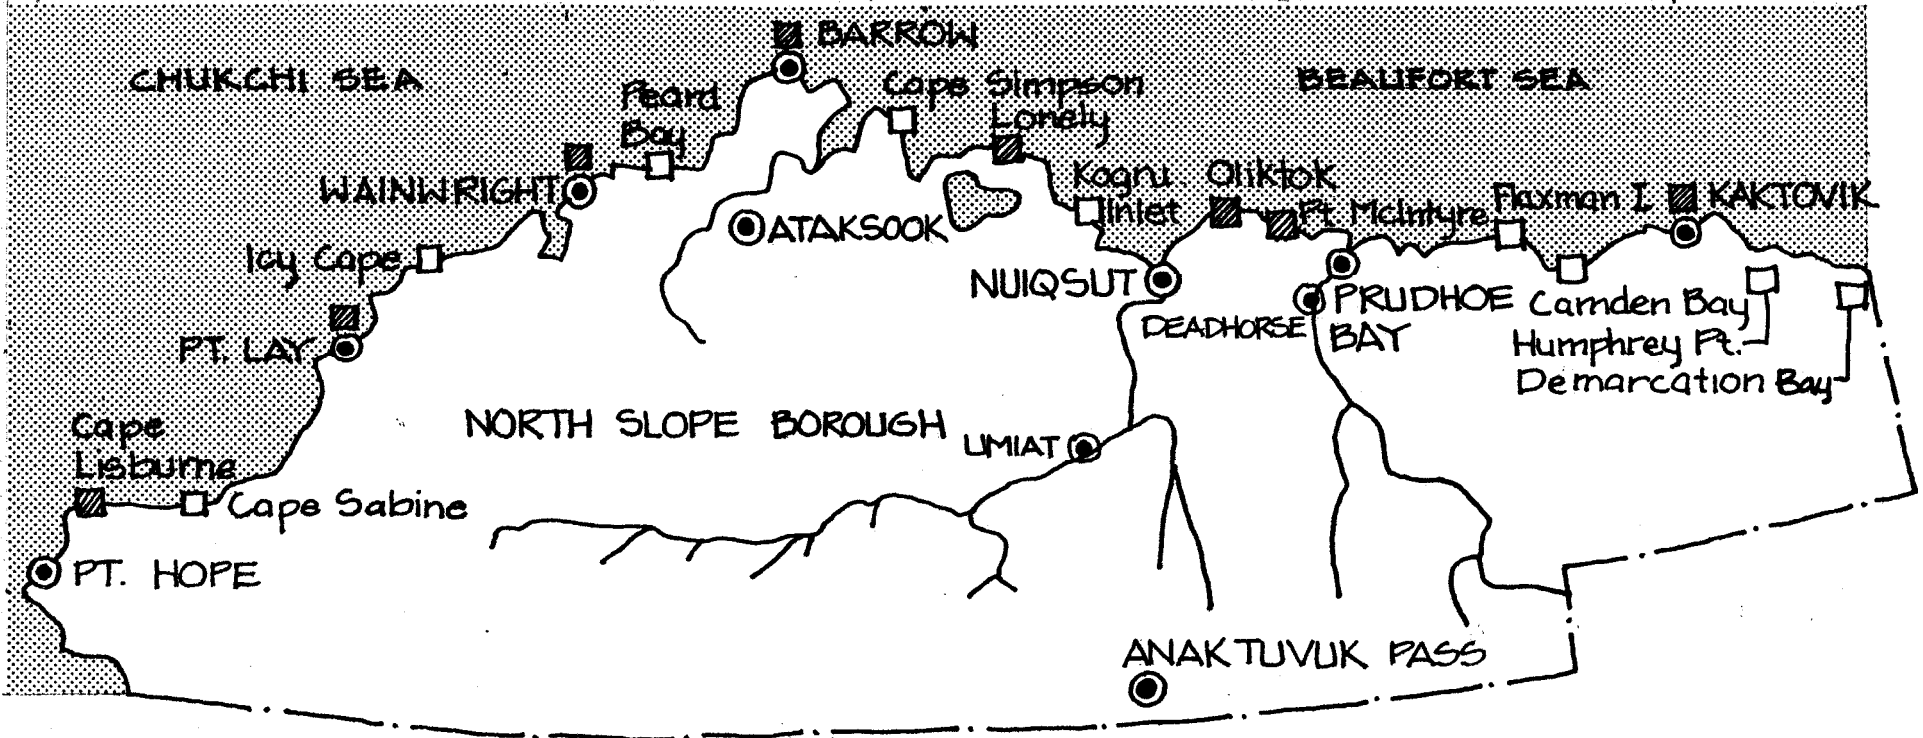 BARROW
CHUKCHI SEA
BEAUFORT SEA
Peard
Bay
Cape Simpson
Lonely
WAINWRIGHT
Kogru
Inlet
Oliktok
Pt. McIntyre
Flaxman I
KAKTOVIK
ATAKSOOK
Icy Cape
NUIQSUT
DEADHORSE
PRUDHOE
BAY
Camden Bay
Humphrey Pt.
Demarcation Bay
PT. LAY
NORTH SLOPE BOROUGH
UMIAT
Cape
Lisburne
Cape Sabine
PT. HOPE
ANAKTUVUK PASS